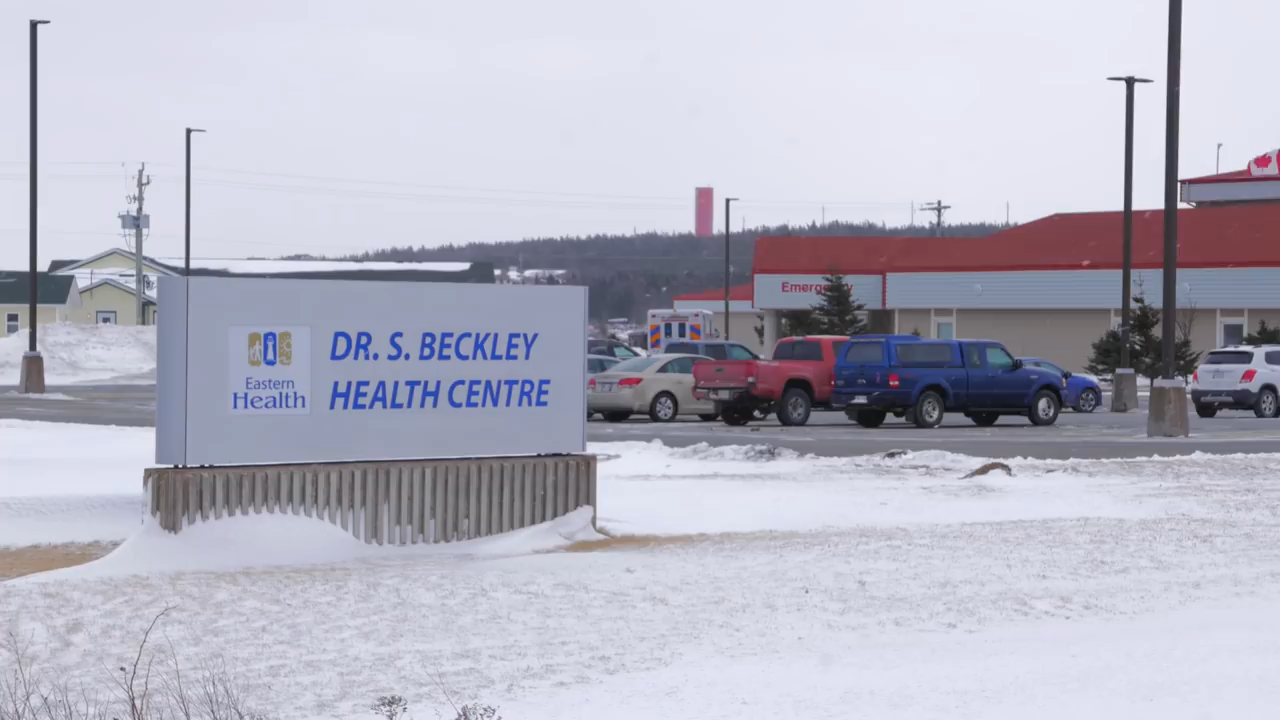 Eastern
Health
DR. S. BECKLEY
HEALTH CENTRE
Emergency